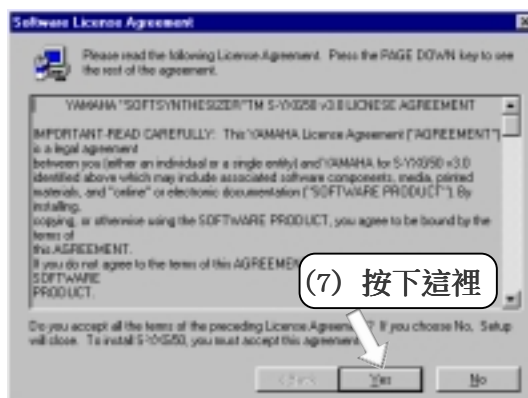 Software License Agreement
Please read the following License Agreement. Press the PAGE DOWN key to see
the rest of the agreement.
YAMAHA "SOFTSYNTHESIZER"TM S-YXG50 v3.0 LICNESE AGREEMENT
IMPORTANT-READ CAREFULLY: This YAMAHA License Agreement ("AGREEMENT")
is a legal agreement
between you (either an individual or a single entity) and YAMAHA for S-YXG50 v3.0
identified above which may include associated software components, media, printed
materials, and "online" or electronic documentation ("SOFTWARE PRODUCT"). By
installing,
copying, or otherwise using the SOFTWARE PRODUCT, you agree to be bound by the
terms of
this AGREEMENT.
If you do not agree to the terms of this AGREEMEN
SOFTWARE
PRODUCT.
(7) 按下這裡
Do you accept all the terms of the preceding License Agreement? If you choose No, Setup
will close. To install S-YXG50, you must accept this agreement.
< Back
Yes
No